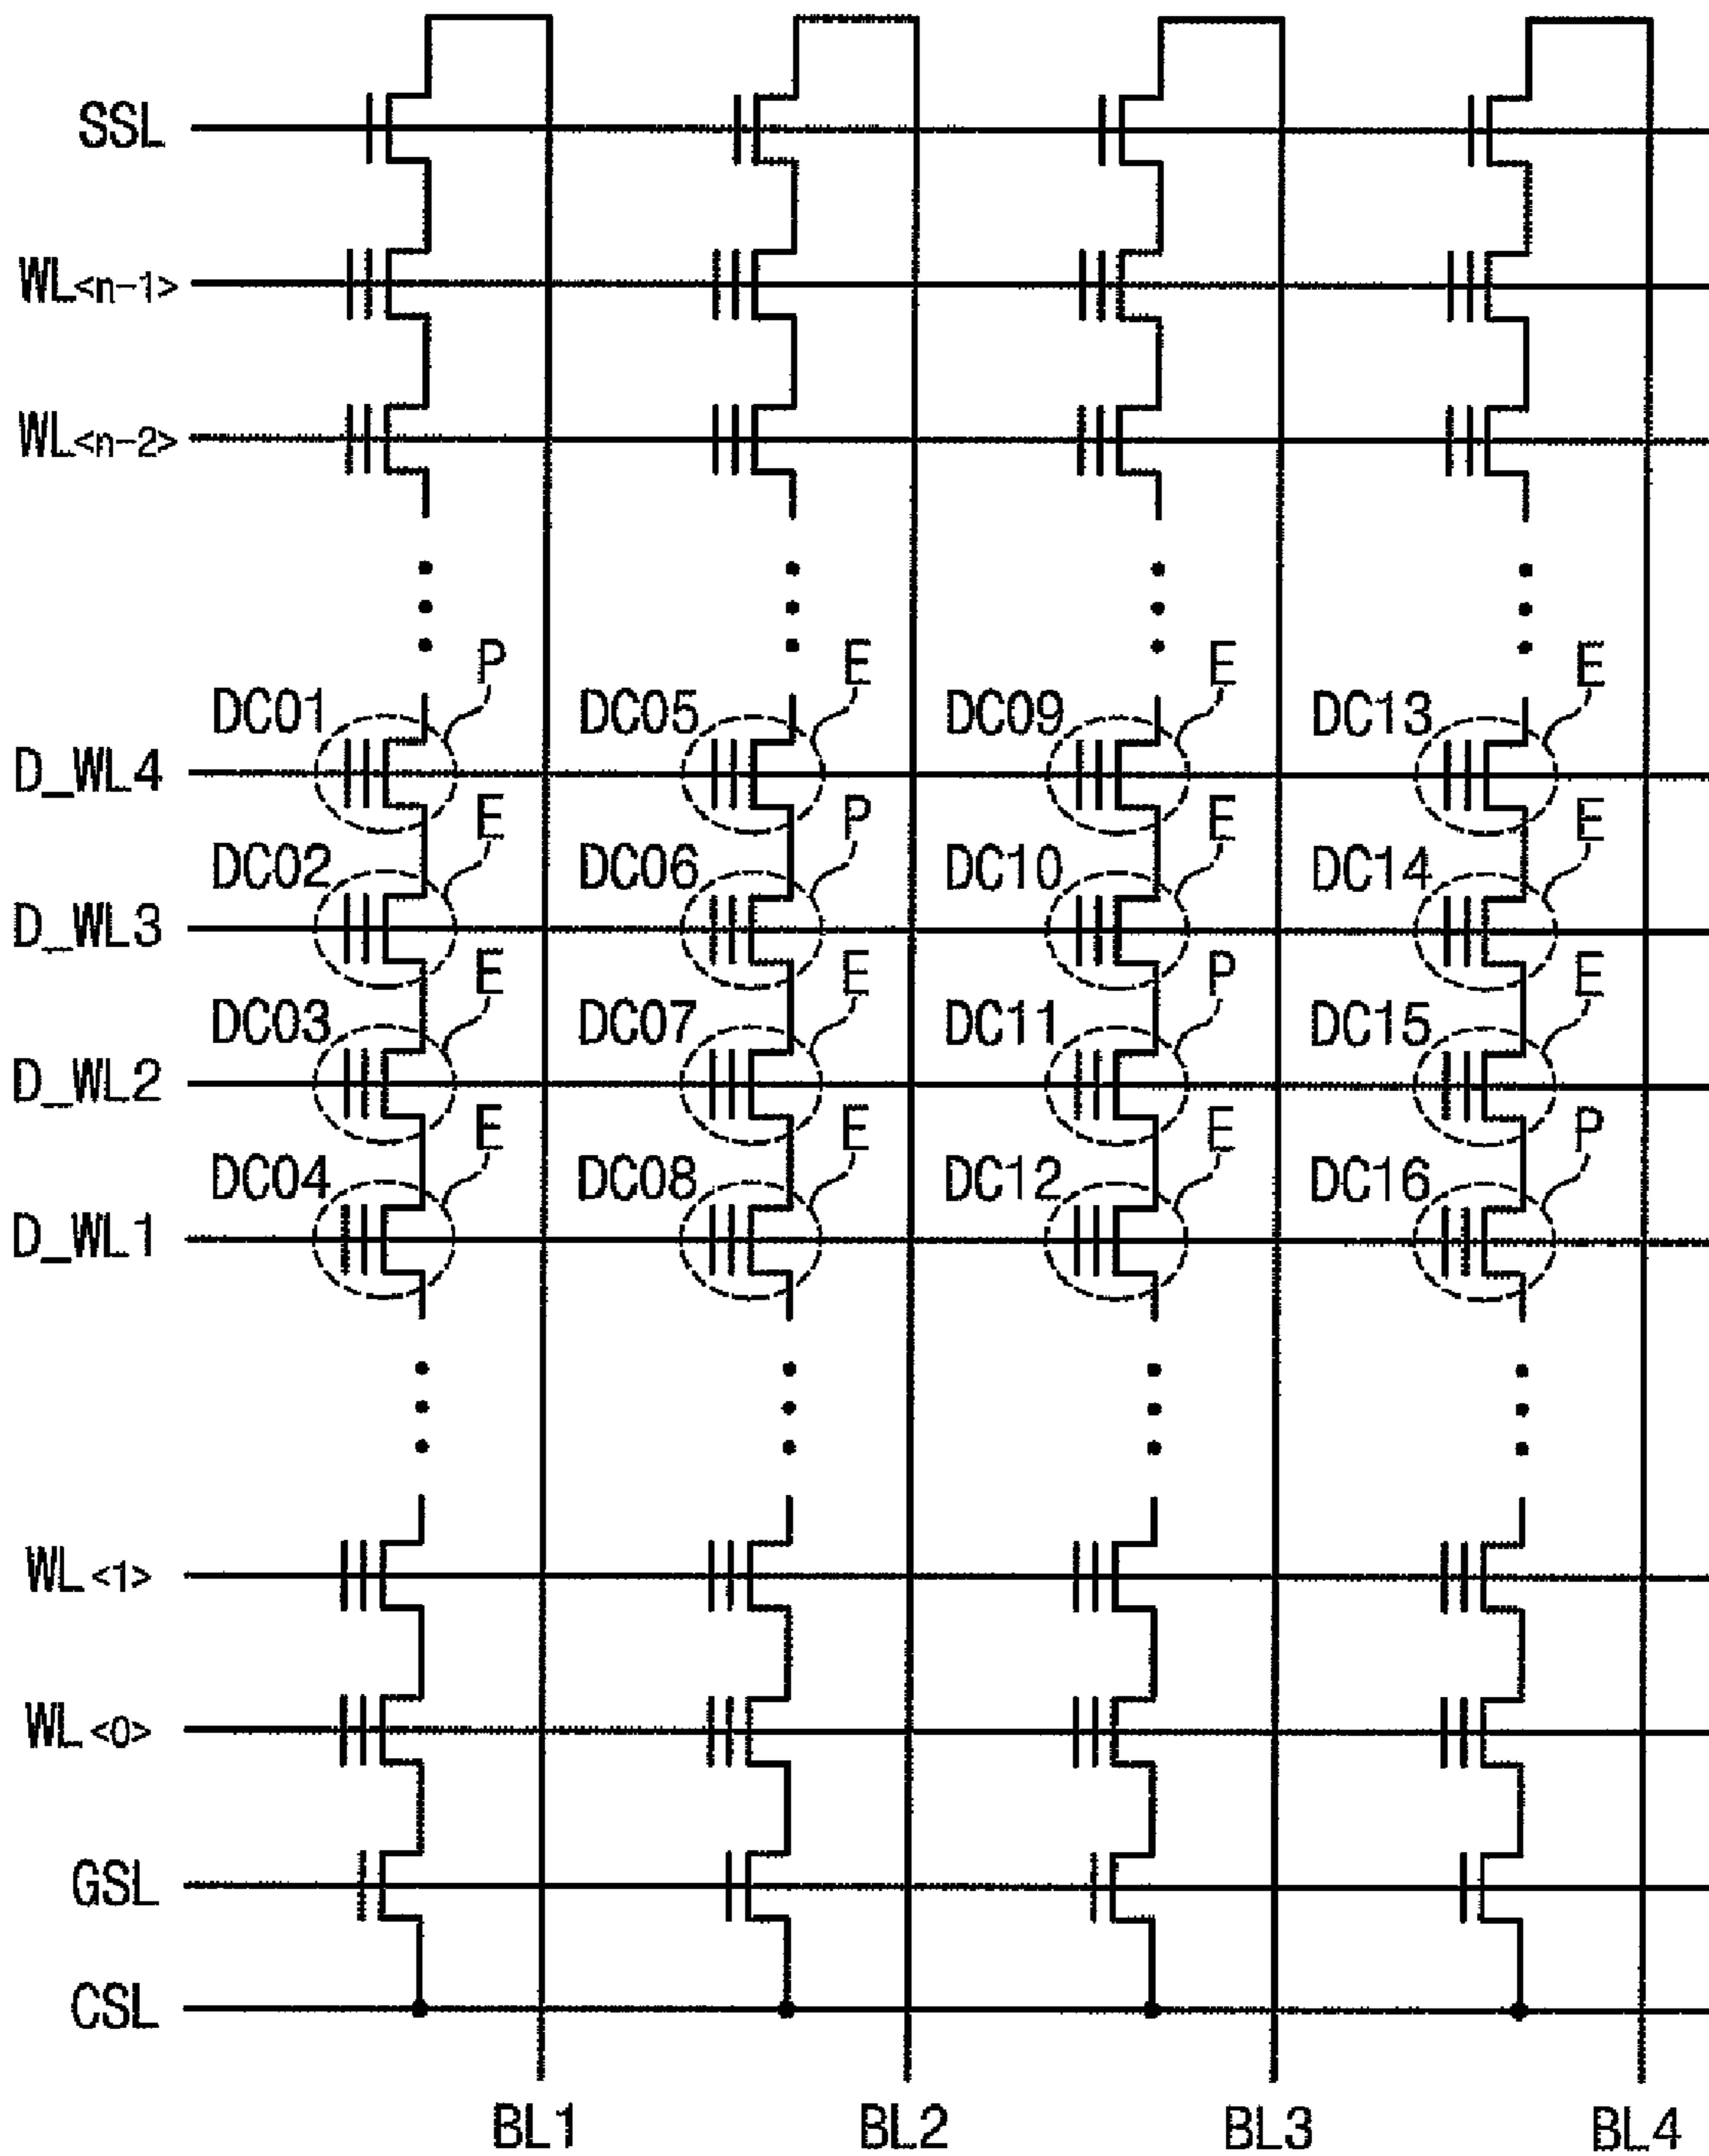 SSL
WL<n-1>
WL<n-2>
P E E E
DC01 DC05 DC09 DC13
D_WL4
E P E E
DC02 DC06 DC10 DC14
D_WL3
E E P E
DC03 DC07 DC11 DC15
D_WL2
E E E P
DC04 DC08 DC12 DC16
D_WL1
WL<1>
WL<0>
GSL
CSL
BL1 BL2 BL3 BL4